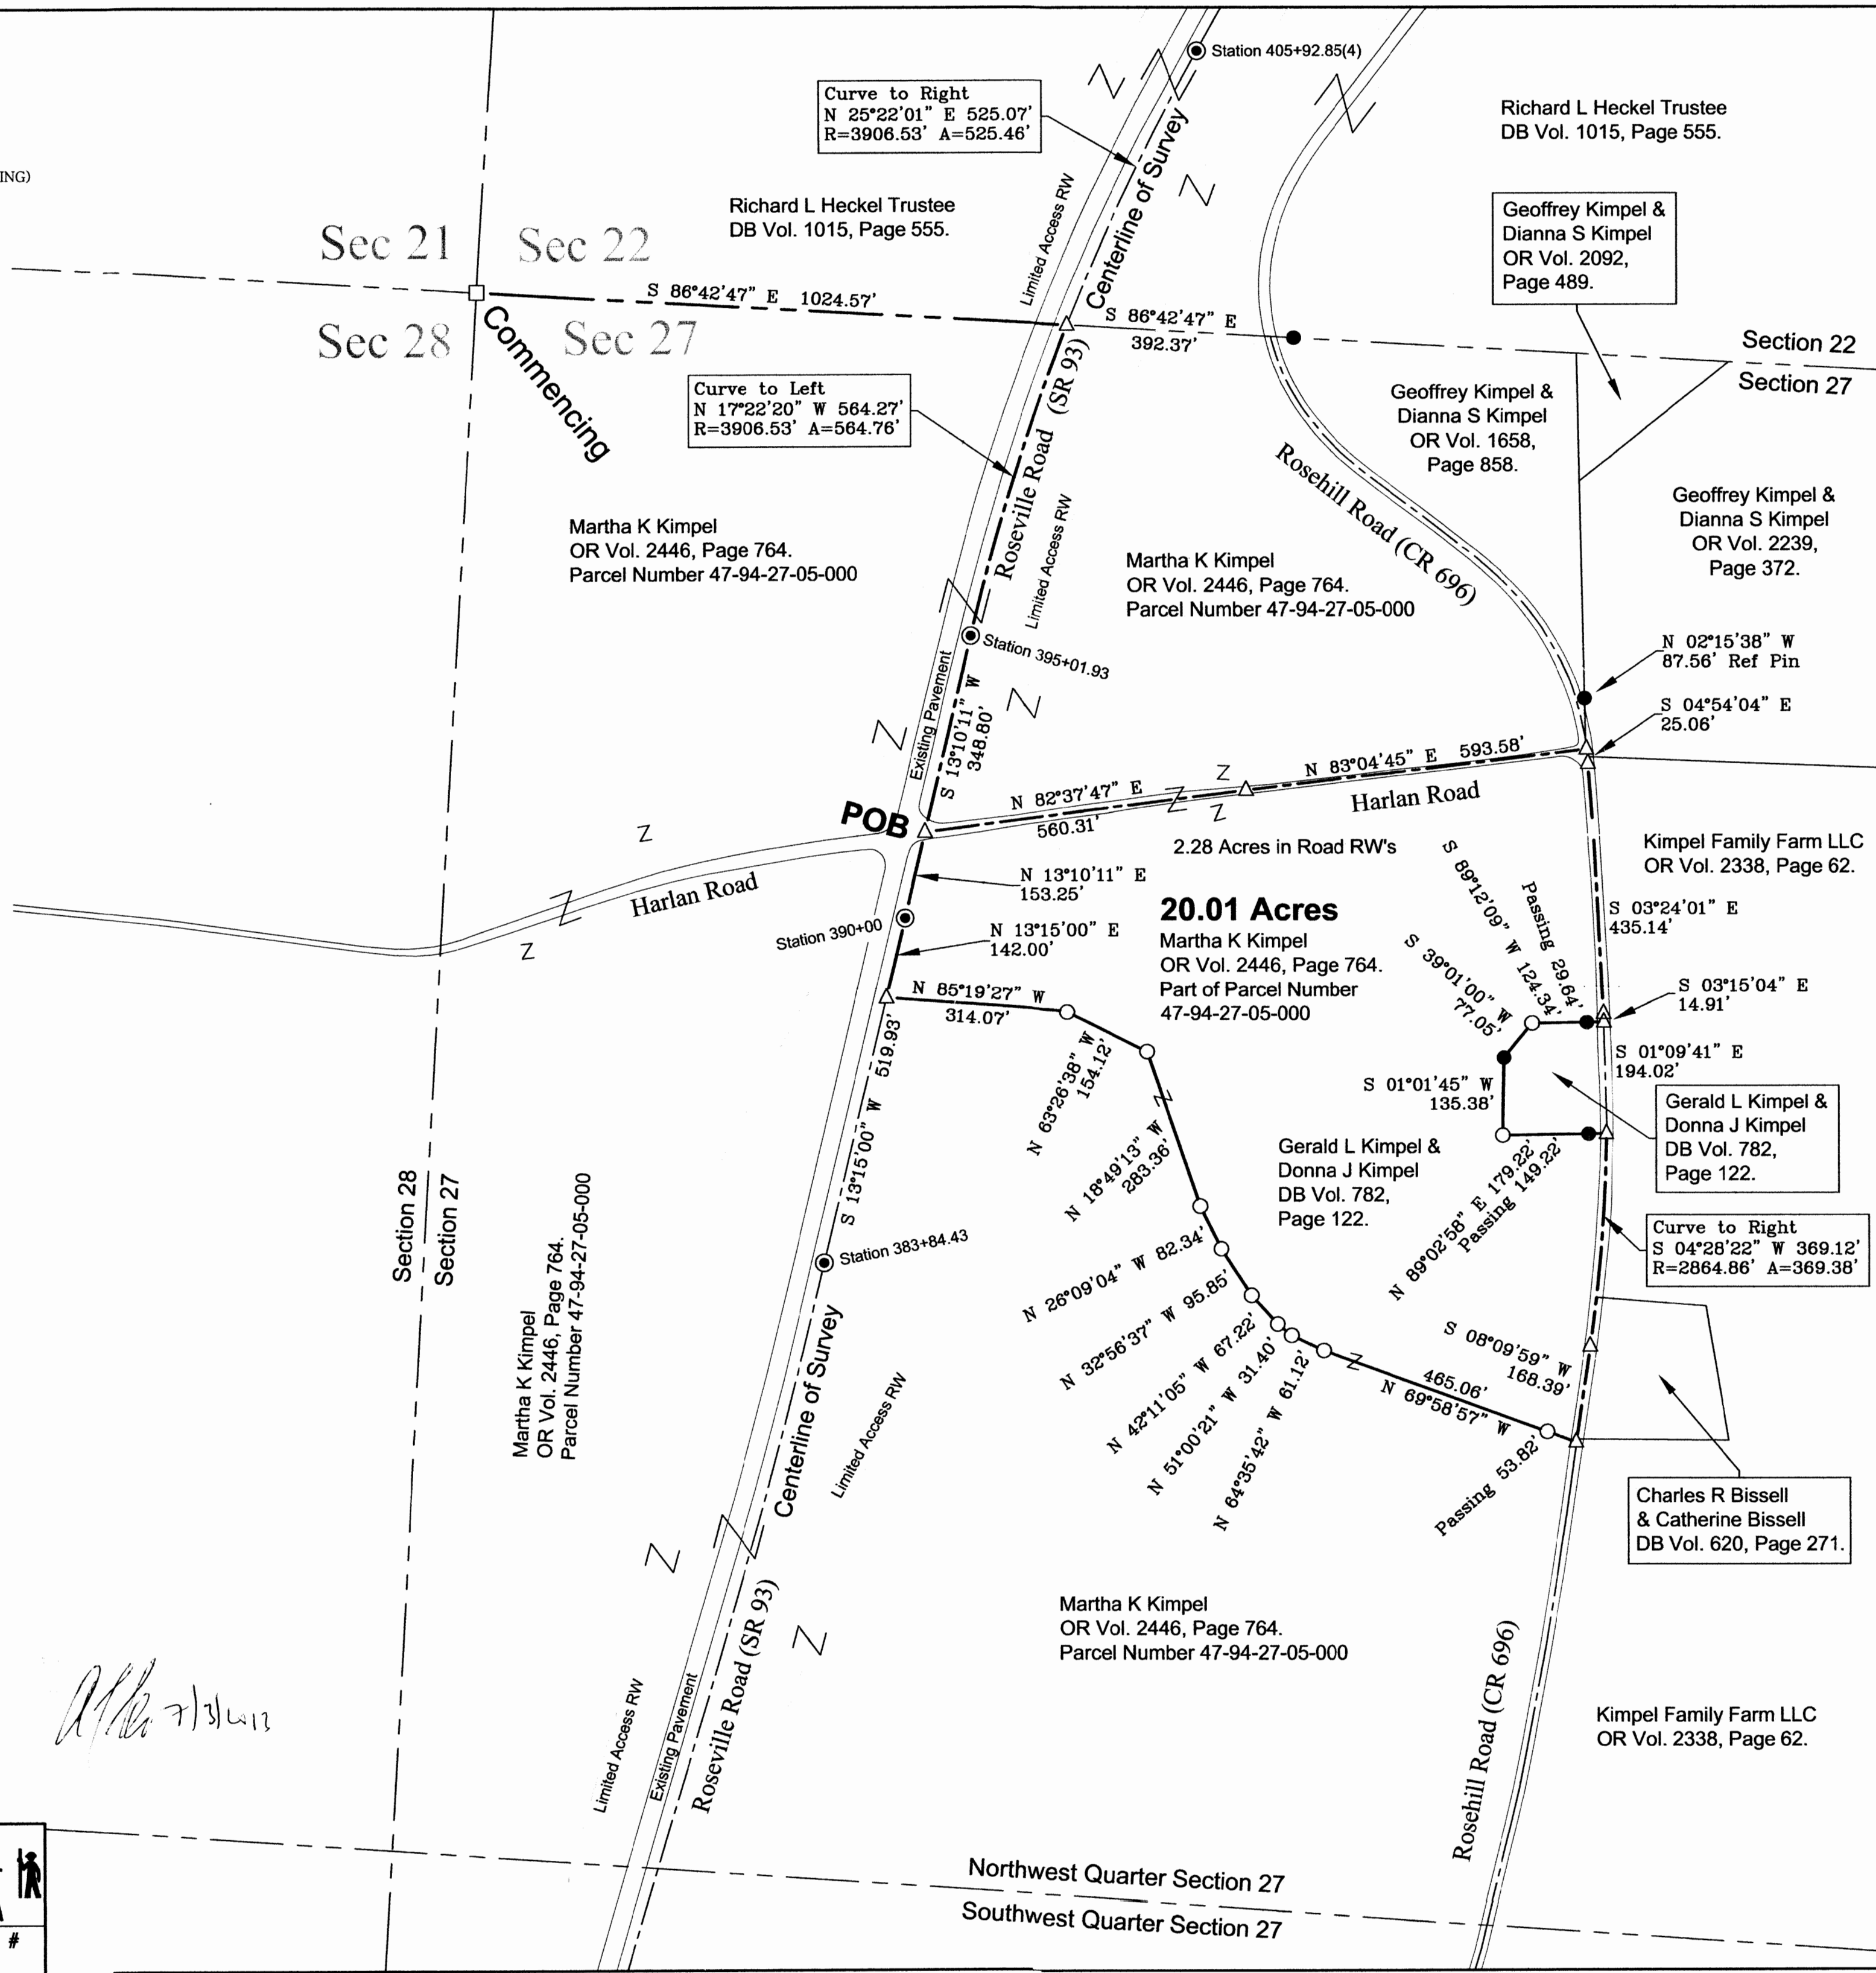 Station 405+92.85(4)
Curve to Right
N 25°22'01" E 525.07'
R=3906.53' A=525.46'
Richard L Heckel Trustee
DB Vol. 1015, Page 555.
ING)
Richard L Heckel Trustee
DB Vol. 1015, Page 555.
Limited Access RW
Centerline of Survey
Geoffrey Kimpel &
Dianna S Kimpel
OR Vol. 2092,
Page 489.
Sec 21
Sec 22
S 86°42'47" E 1024.57'
S 86°42'47" E
392.37'
Sec 28
Sec 27
Commencing
Section 22
Section 27
Curve to Left
N 17°22'20" W 564.27'
R=3906.53' A=564.76'
Roseville Road (SR 93)
Limited Access RW
Geoffrey Kimpel &
Dianna S Kimpel
OR Vol. 1658,
Page 858.
Rosehill Road (CR 696)
Geoffrey Kimpel &
Dianna S Kimpel
OR Vol. 2239,
Page 372.
Martha K Kimpel
OR Vol. 2446, Page 764.
Parcel Number 47-94-27-05-000
Martha K Kimpel
OR Vol. 2446, Page 764.
Parcel Number 47-94-27-05-000
Station 395+01.93
N 02°15'38" W
87.56' Ref Pin
S 04°54'04" E
25.06'
Existing Pavement
S 13°10'11" W
348.80'
POB
N 82°37'47" E
560.31'
N 83°04'45" E 593.58'
Harlan Road
Harlan Road
2.28 Acres in Road RW's
Kimpel Family Farm LLC
OR Vol. 2338, Page 62.
N 13°10'11" E
153.25'
Station 390+00
N 13°15'00" E
142.00'
20.01 Acres
Martha K Kimpel
OR Vol. 2446, Page 764.
Part of Parcel Number
47-94-27-05-000
S 89°12'09" W 124.34'
Passing 29.64'
S 39°01'00" W
77.05'
S 03°24'01" E
435.14'
S 03°15'04" E
14.91'
S 01°09'41" E
194.02'
N 85°19'27" W
314.07'
N 63°26'38" W
154.12'
S 13°15'00" W 519.93'
S 01°01'45" W
135.38'
Gerald L Kimpel &
Donna J Kimpel
DB Vol. 782,
Page 122.
Gerald L Kimpel &
Donna J Kimpel
DB Vol. 782,
Page 122.
N 18°49'13" W
283.36'
N 89°02'58" E 179.22'
Passing 149.22'
Curve to Right
S 04°28'22" W 369.12'
R=2864.86' A=369.38'
Section 28
Section 27
Martha K Kimpel
OR Vol. 2446, Page 764.
Parcel Number 47-94-27-05-000
Station 383+84.43
N 26°09'04" W 82.34'
N 32°56'37" W 95.85'
N 42°11'05" W 67.22'
N 51°00'21" W 31.40'
N 64°35'42" W 61.12'
465.06'
N 69°58'57" W
Passing 53.82'
S 08°09'59" W
168.39'
Centerline of Survey
Limited Access RW
Charles R Bissell
& Catherine Bissell
DB Vol. 620, Page 271.
Martha K Kimpel
OR Vol. 2446, Page 764.
Parcel Number 47-94-27-05-000
Roseville Road (SR 93)
Existing Pavement
Limited Access RW
Rosehill Road (CR 696)
Kimpel Family Farm LLC
OR Vol. 2338, Page 62.
7/3/2013
Northwest Quarter Section 27
Southwest Quarter Section 27
#